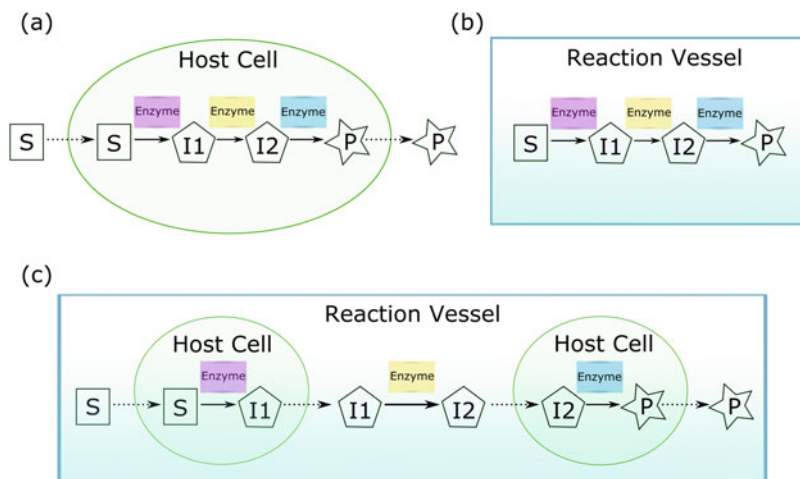 (a)
Host Cell
Enzyme Enzyme Enzyme
S S I1 I2 P P
(b)
Reaction Vessel
Enzyme Enzyme Enzyme
S I1 I2 P
(c)
Reaction Vessel
Host Cell Host Cell
Enzyme Enzyme Enzyme
S S I1 I1 I2 I2 P P